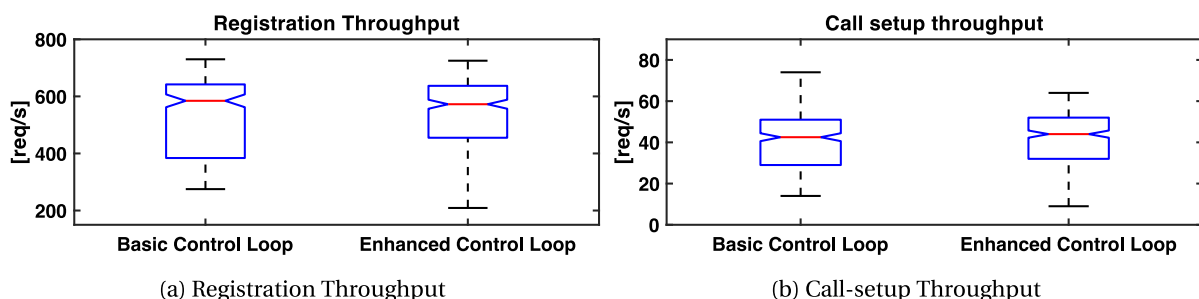 Registration Throughput
800
600
400
200
[req/s]
Basic Control Loop
Enhanced Control Loop
(a) Registration Throughput
Call setup throughput
80
60
40
20
0
[req/s]
Basic Control Loop
Enhanced Control Loop
(b) Call-setup Throughput